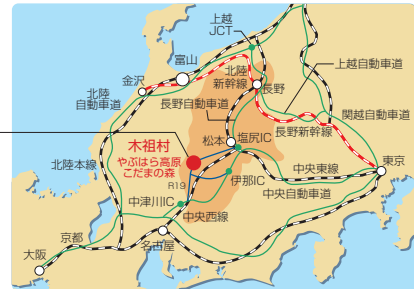 上越
JCT
富山
金沢
北陸
新幹線
長野
上越自動車道
北陸
自動車道
長野自動車道
関越自動車道
長野新幹線
松本
塩尻IC
木祖村
やぶはら高原
こだまの森
東京
中央東線
北陸本線
R19
伊那IC
中央自動車道
中津川IC
中央西線
京都
名古屋
大阪